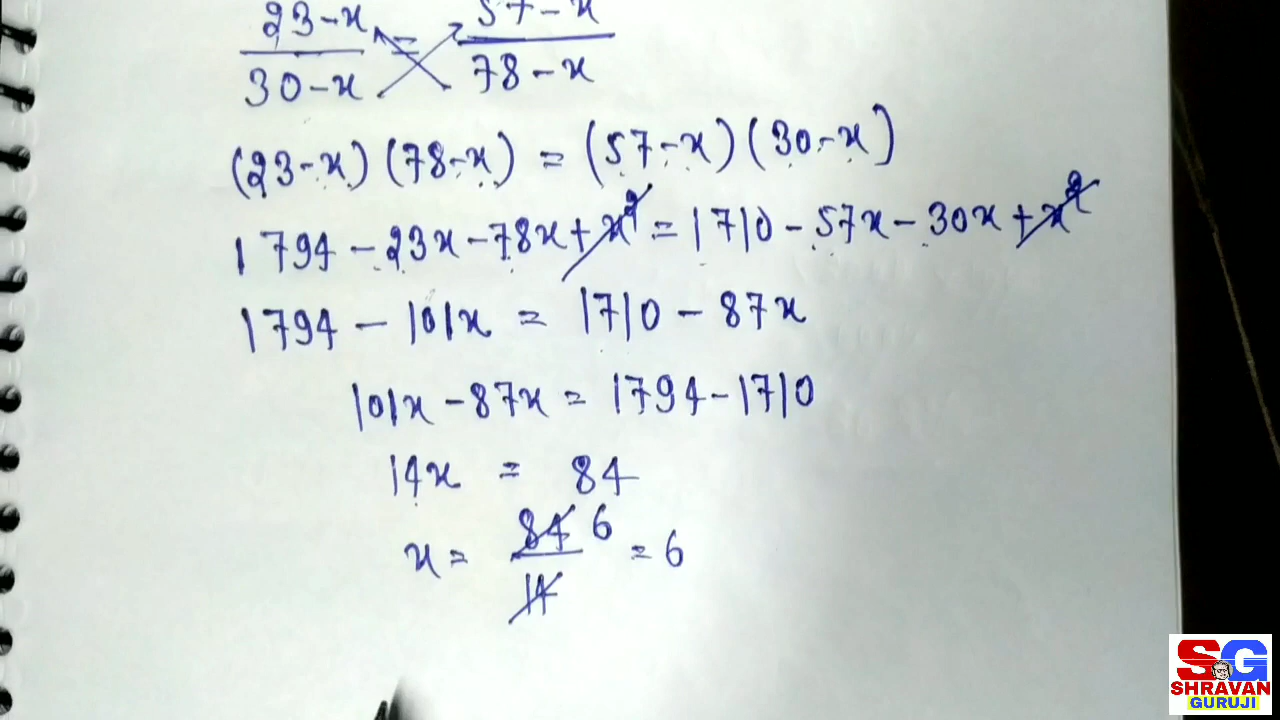 23-x = 57-x
30-x 78-x
(23-x) (78-x) = (57-x) (30-x)
1794 - 23x - 78x + x² = 1710 - 57x - 30x + x²
1794 - 101x = 1710 - 87x
101x - 87x = 1794 - 1710
14x = 84
x = 84/14 6 = 6
SG
SHRAVAN
GURUJI